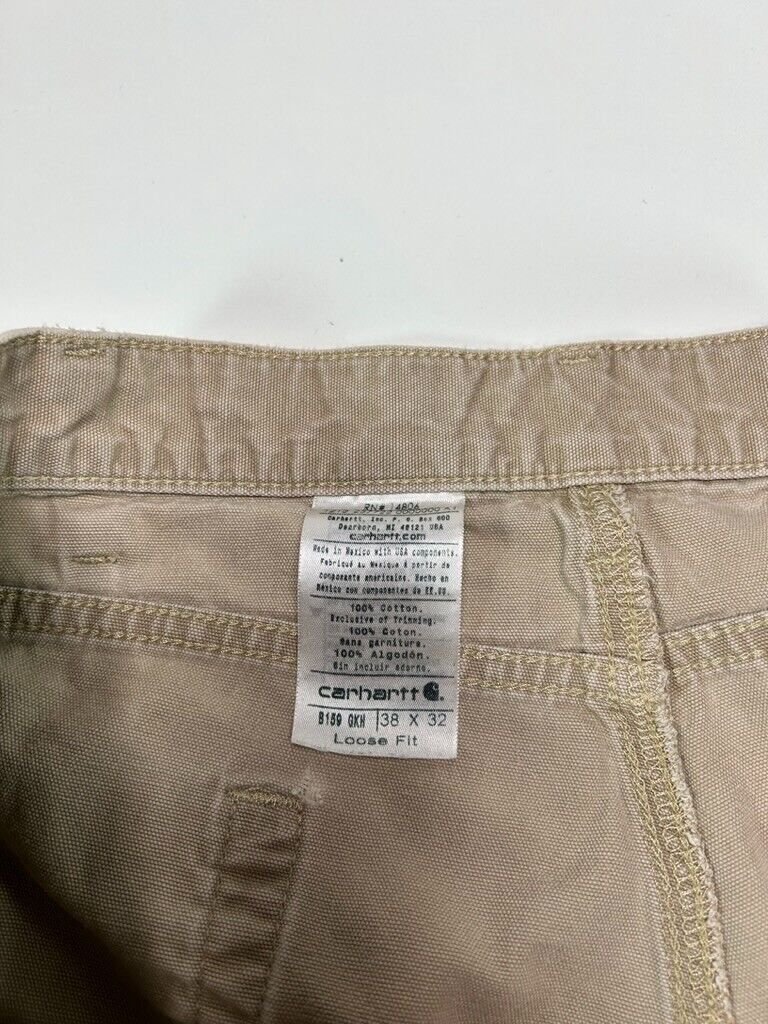 RN# 14806
Carhartt, Inc. P. O. Box 600
Dearborn, MI 48121 USA
carhartt.com
Made in Mexico with USA components.
Fabriqué au Mexique à partir de
composante americains. Hecho en
México con componentes de EE.UU.
100% Cotton.
Exclusive of Trimming.
100% Coton.
Sans garniture.
100% Algodón.
Sin incluir adorno.
carhartt
B159 GKH 38 X 32
Loose Fit